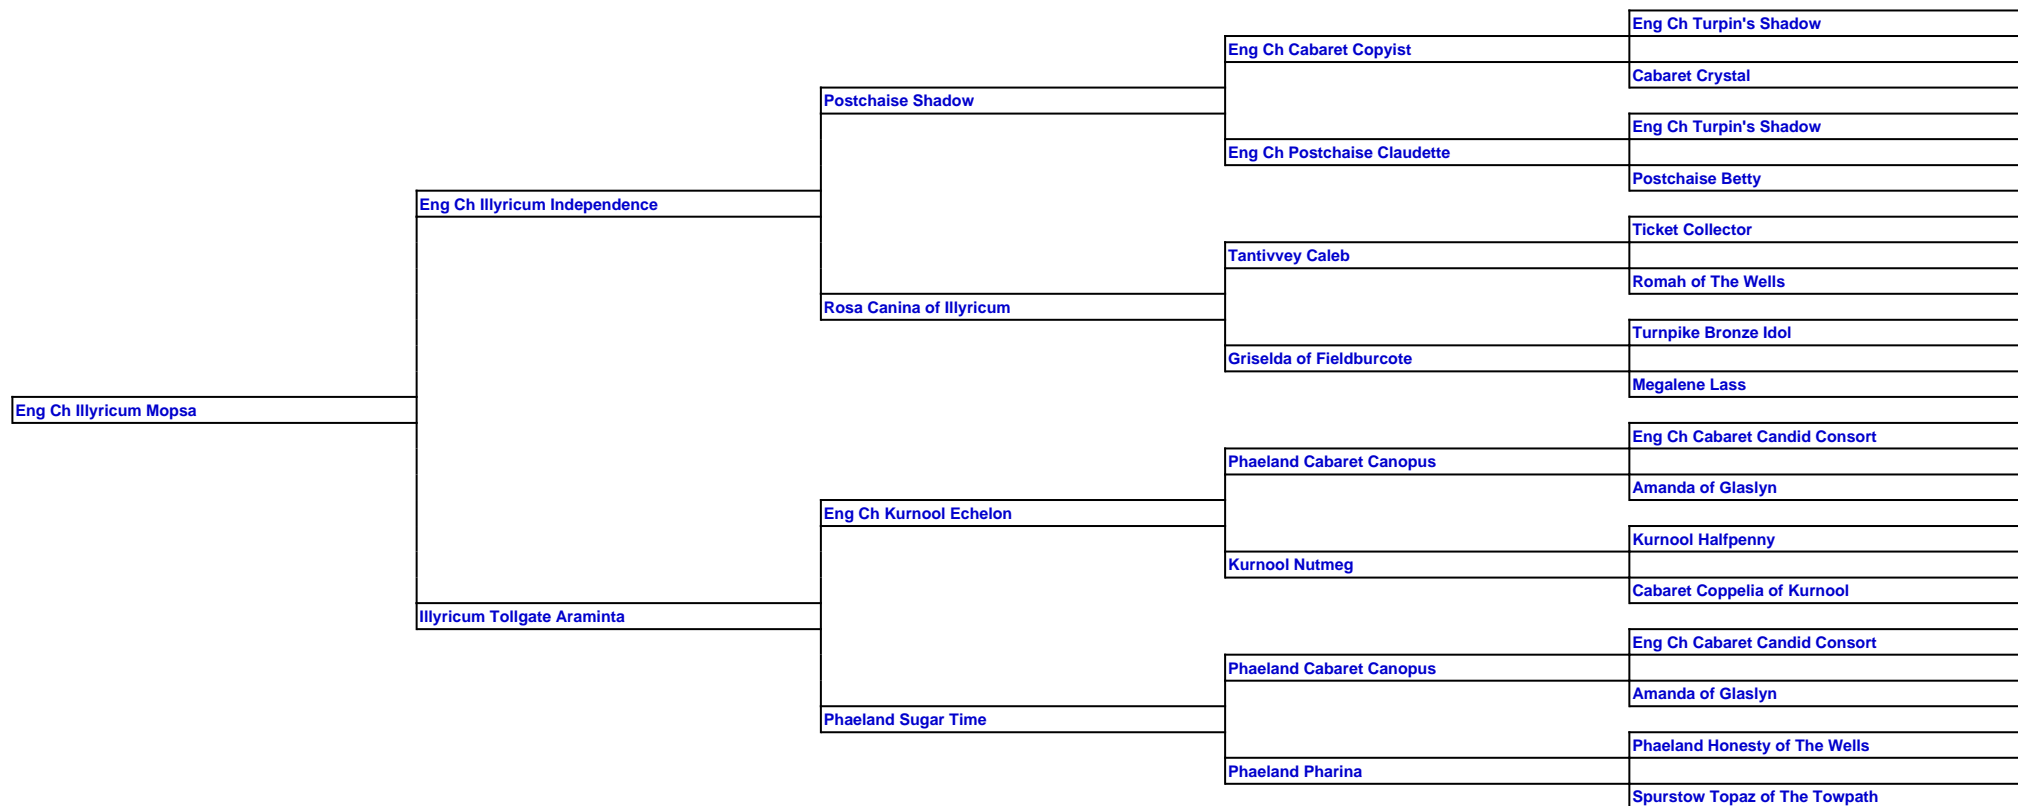 Eng Ch Turpin's Shadow
Eng Ch Cabaret Copyist
Cabaret Crystal
Postchaise Shadow
Eng Ch Turpin's Shadow
Eng Ch Postchaise Claudette
Postchaise Betty
Eng Ch Illyricum Independence
Ticket Collector
Tantivvey Caleb
Romah of The Wells
Rosa Canina of Illyricum
Turnpike Bronze Idol
Griselda of Fieldburcote
Megalene Lass
Eng Ch Illyricum Mopsa
Eng Ch Cabaret Candid Consort
Phaeland Cabaret Canopus
Amanda of Glaslyn
Eng Ch Kurnool Echelon
Kurnool Halfpenny
Kurnool Nutmeg
Cabaret Coppelia of Kurnool
Illyricum Tollgate Araminta
Eng Ch Cabaret Candid Consort
Phaeland Cabaret Canopus
Amanda of Glaslyn
Phaeland Sugar Time
Phaeland Honesty of The Wells
Phaeland Pharina
Spurstow Topaz of The Towpath